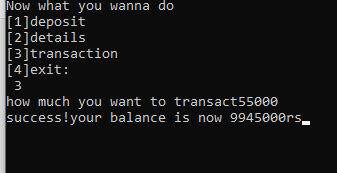 Now what you wanna do
[1]deposit
[2]details
[3]transaction
[4]exit:
3
how much you want to transact55000
success!your balance is now 9945000rs